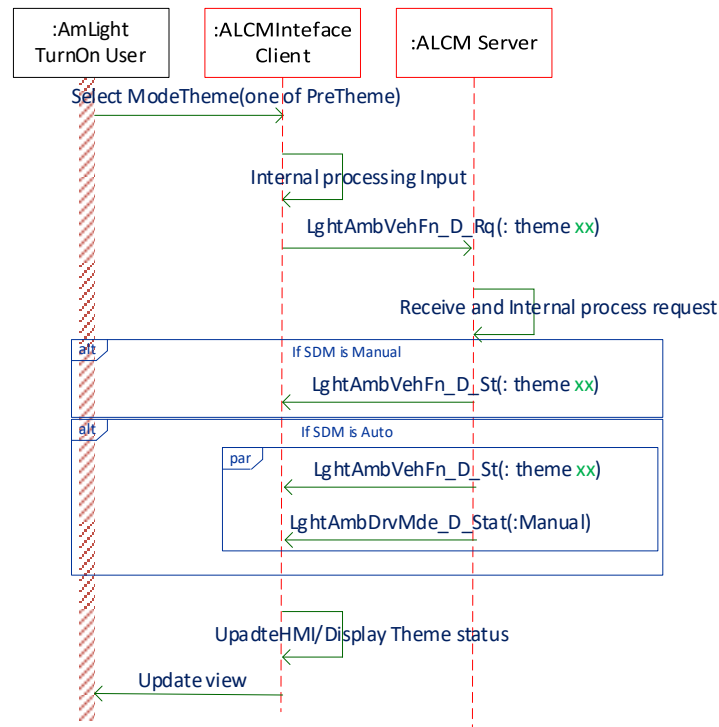 :AmLight
TurnOn User
:ALCMInteface
Client
:ALCM Server
Select ModeTheme(one of PreTheme)
Internal processing Input
LghtAmbVehFn_D_Rq(: theme xx)
Receive and Internal process request
alt
If SDM is Manual
LghtAmbVehFn_D_St(: theme xx)
alt
If SDM is Auto
par
LghtAmbVehFn_D_St(: theme xx)
LghtAmbDrvMde_D_Stat(:Manual)
UpadteHMI/Display Theme status
Update view